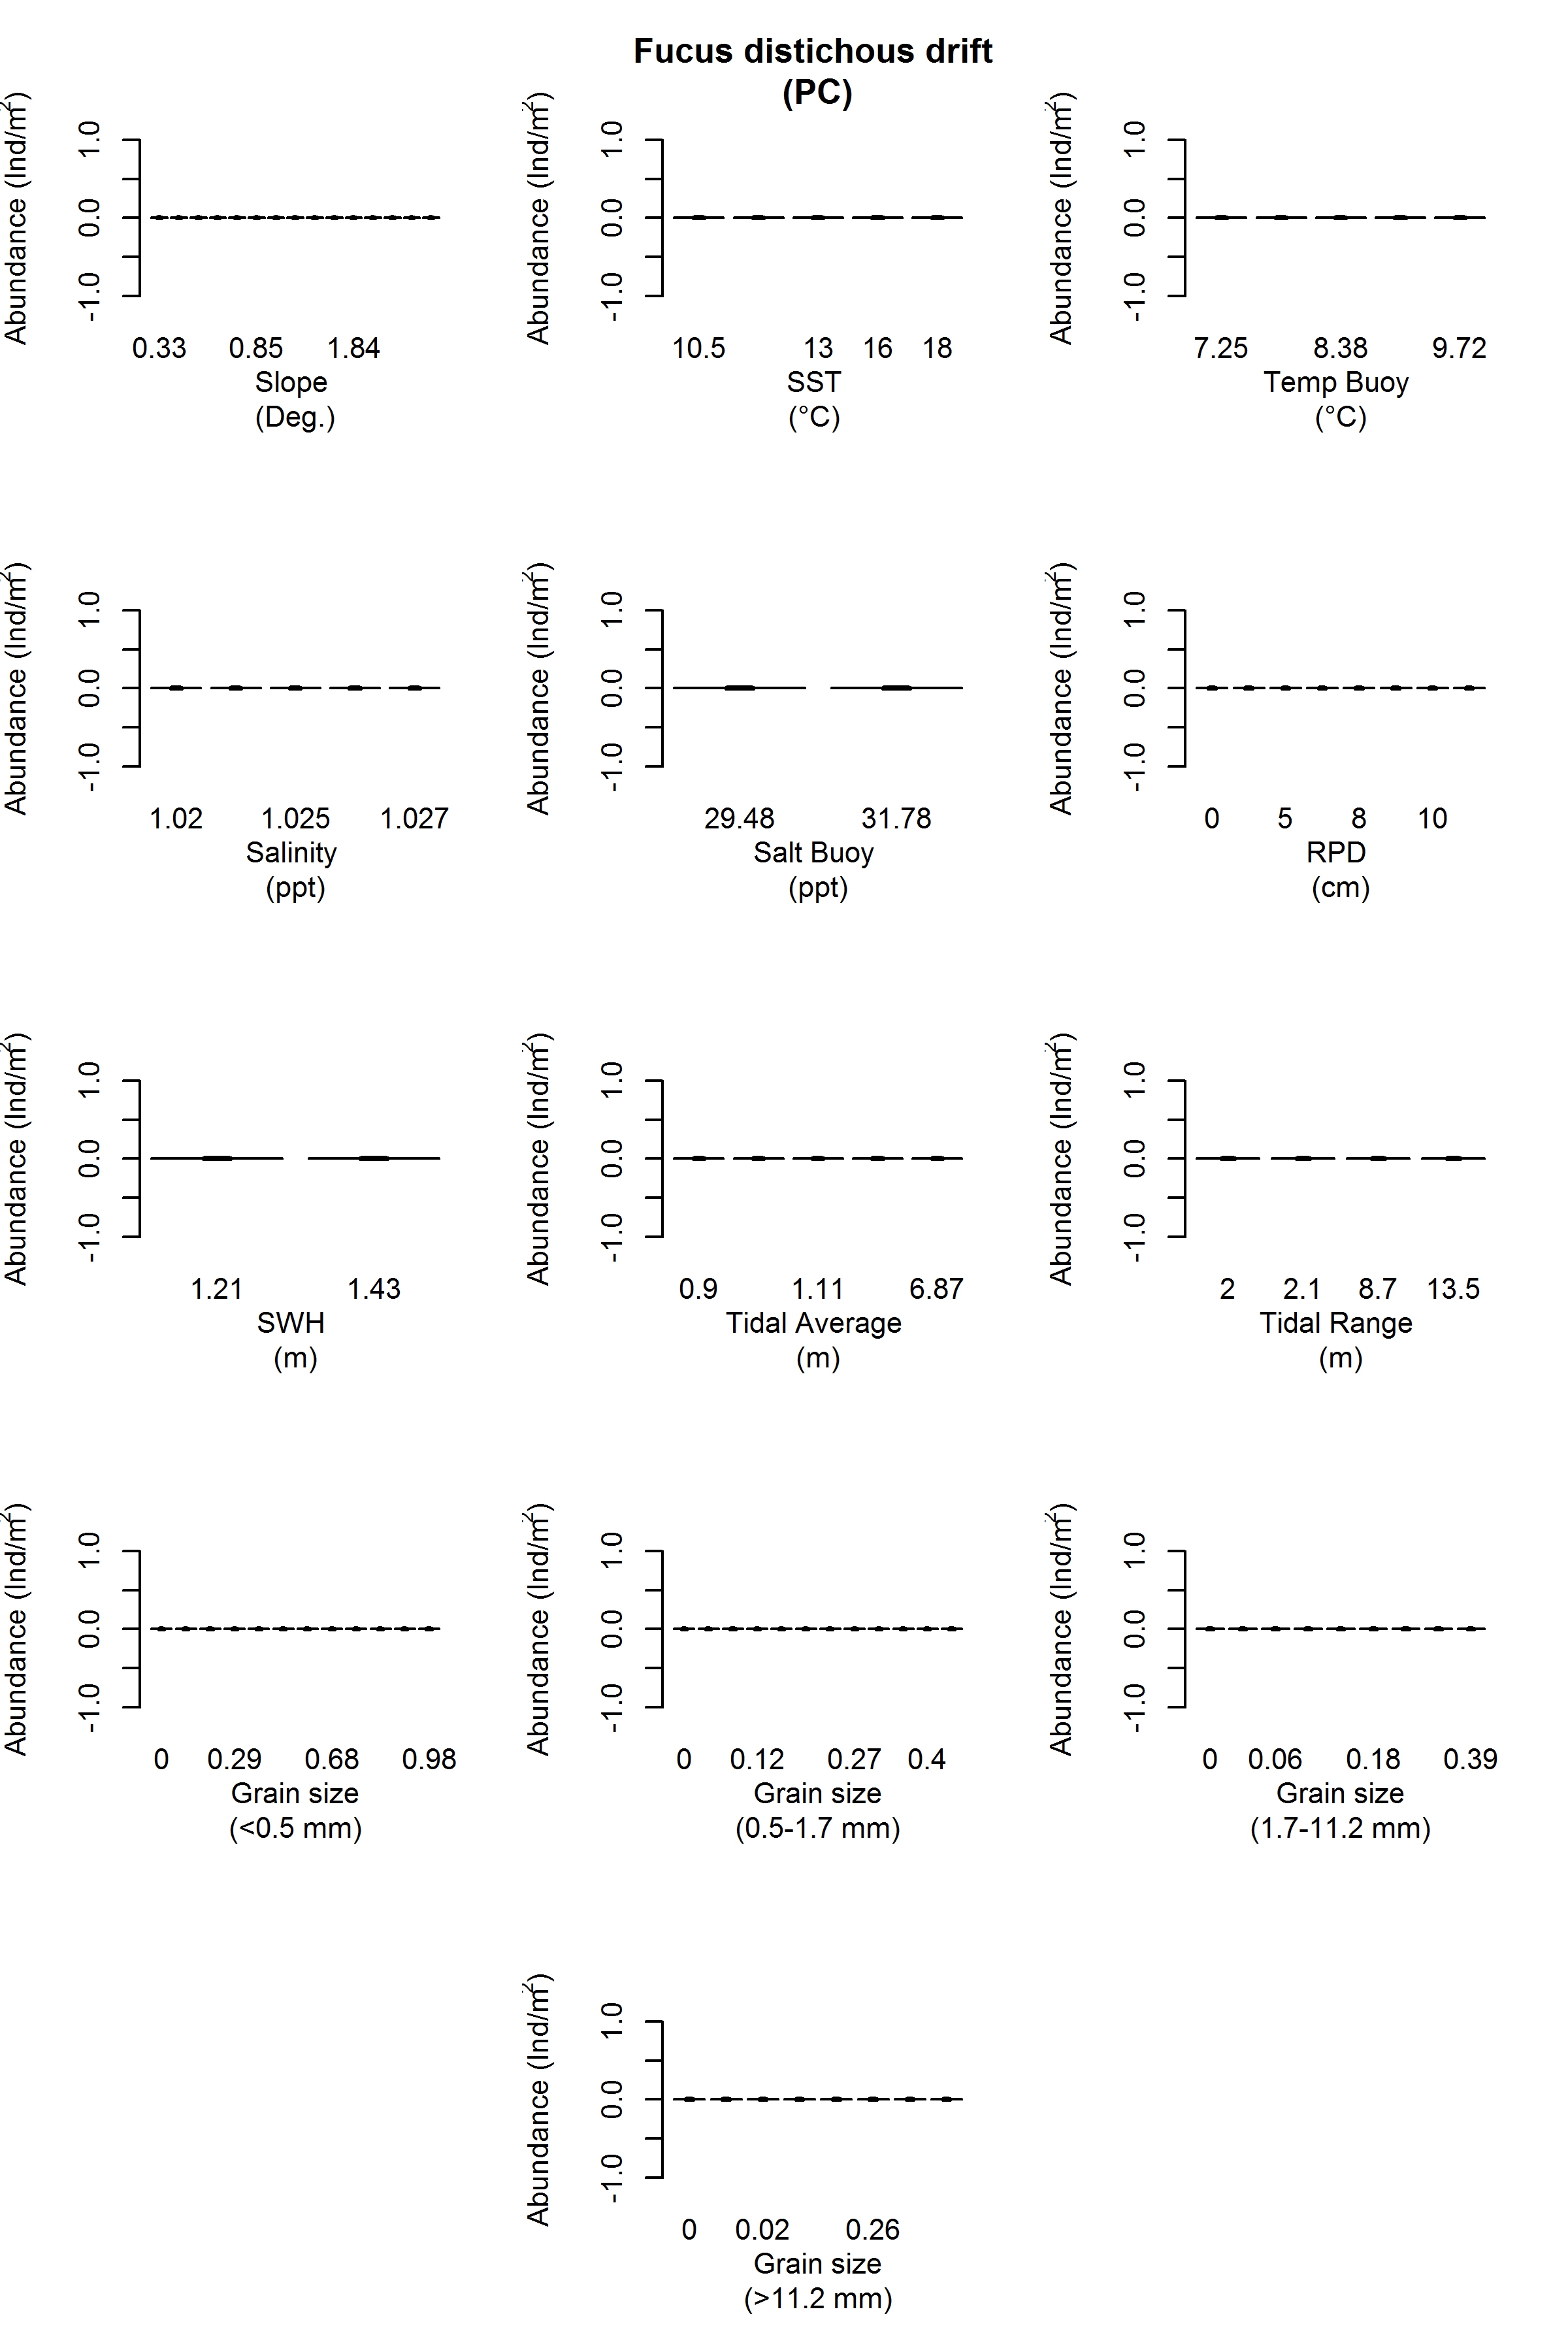 Fucus distichous drift
(PC)
Abundance (Ind/m²)
1.0
0.0
-1.0
0.33 0.85 1.84
Slope
(Deg.)
Abundance (Ind/m²)
1.0
0.0
-1.0
10.5 13 16 18
SST
(°C)
Abundance (Ind/m²)
1.0
0.0
-1.0
7.25 8.38 9.72
Temp Buoy
(°C)
Abundance (Ind/m²)
1.0
0.0
-1.0
1.02 1.025 1.027
Salinity
(ppt)
Abundance (Ind/m²)
1.0
0.0
-1.0
29.48 31.78
Salt Buoy
(ppt)
Abundance (Ind/m²)
1.0
0.0
-1.0
0 5 8 10
RPD
(cm)
Abundance (Ind/m²)
1.0
0.0
-1.0
1.21 1.43
SWH
(m)
Abundance (Ind/m²)
1.0
0.0
-1.0
0.9 1.11 6.87
Tidal Average
(m)
Abundance (Ind/m²)
1.0
0.0
-1.0
2 2.1 8.7 13.5
Tidal Range
(m)
Abundance (Ind/m²)
1.0
0.0
-1.0
0 0.29 0.68 0.98
Grain size
(<0.5 mm)
Abundance (Ind/m²)
1.0
0.0
-1.0
0 0.12 0.27 0.4
Grain size
(0.5-1.7 mm)
Abundance (Ind/m²)
1.0
0.0
-1.0
0 0.06 0.18 0.39
Grain size
(1.7-11.2 mm)
Abundance (Ind/m²)
1.0
0.0
-1.0
0 0.02 0.26
Grain size
(>11.2 mm)